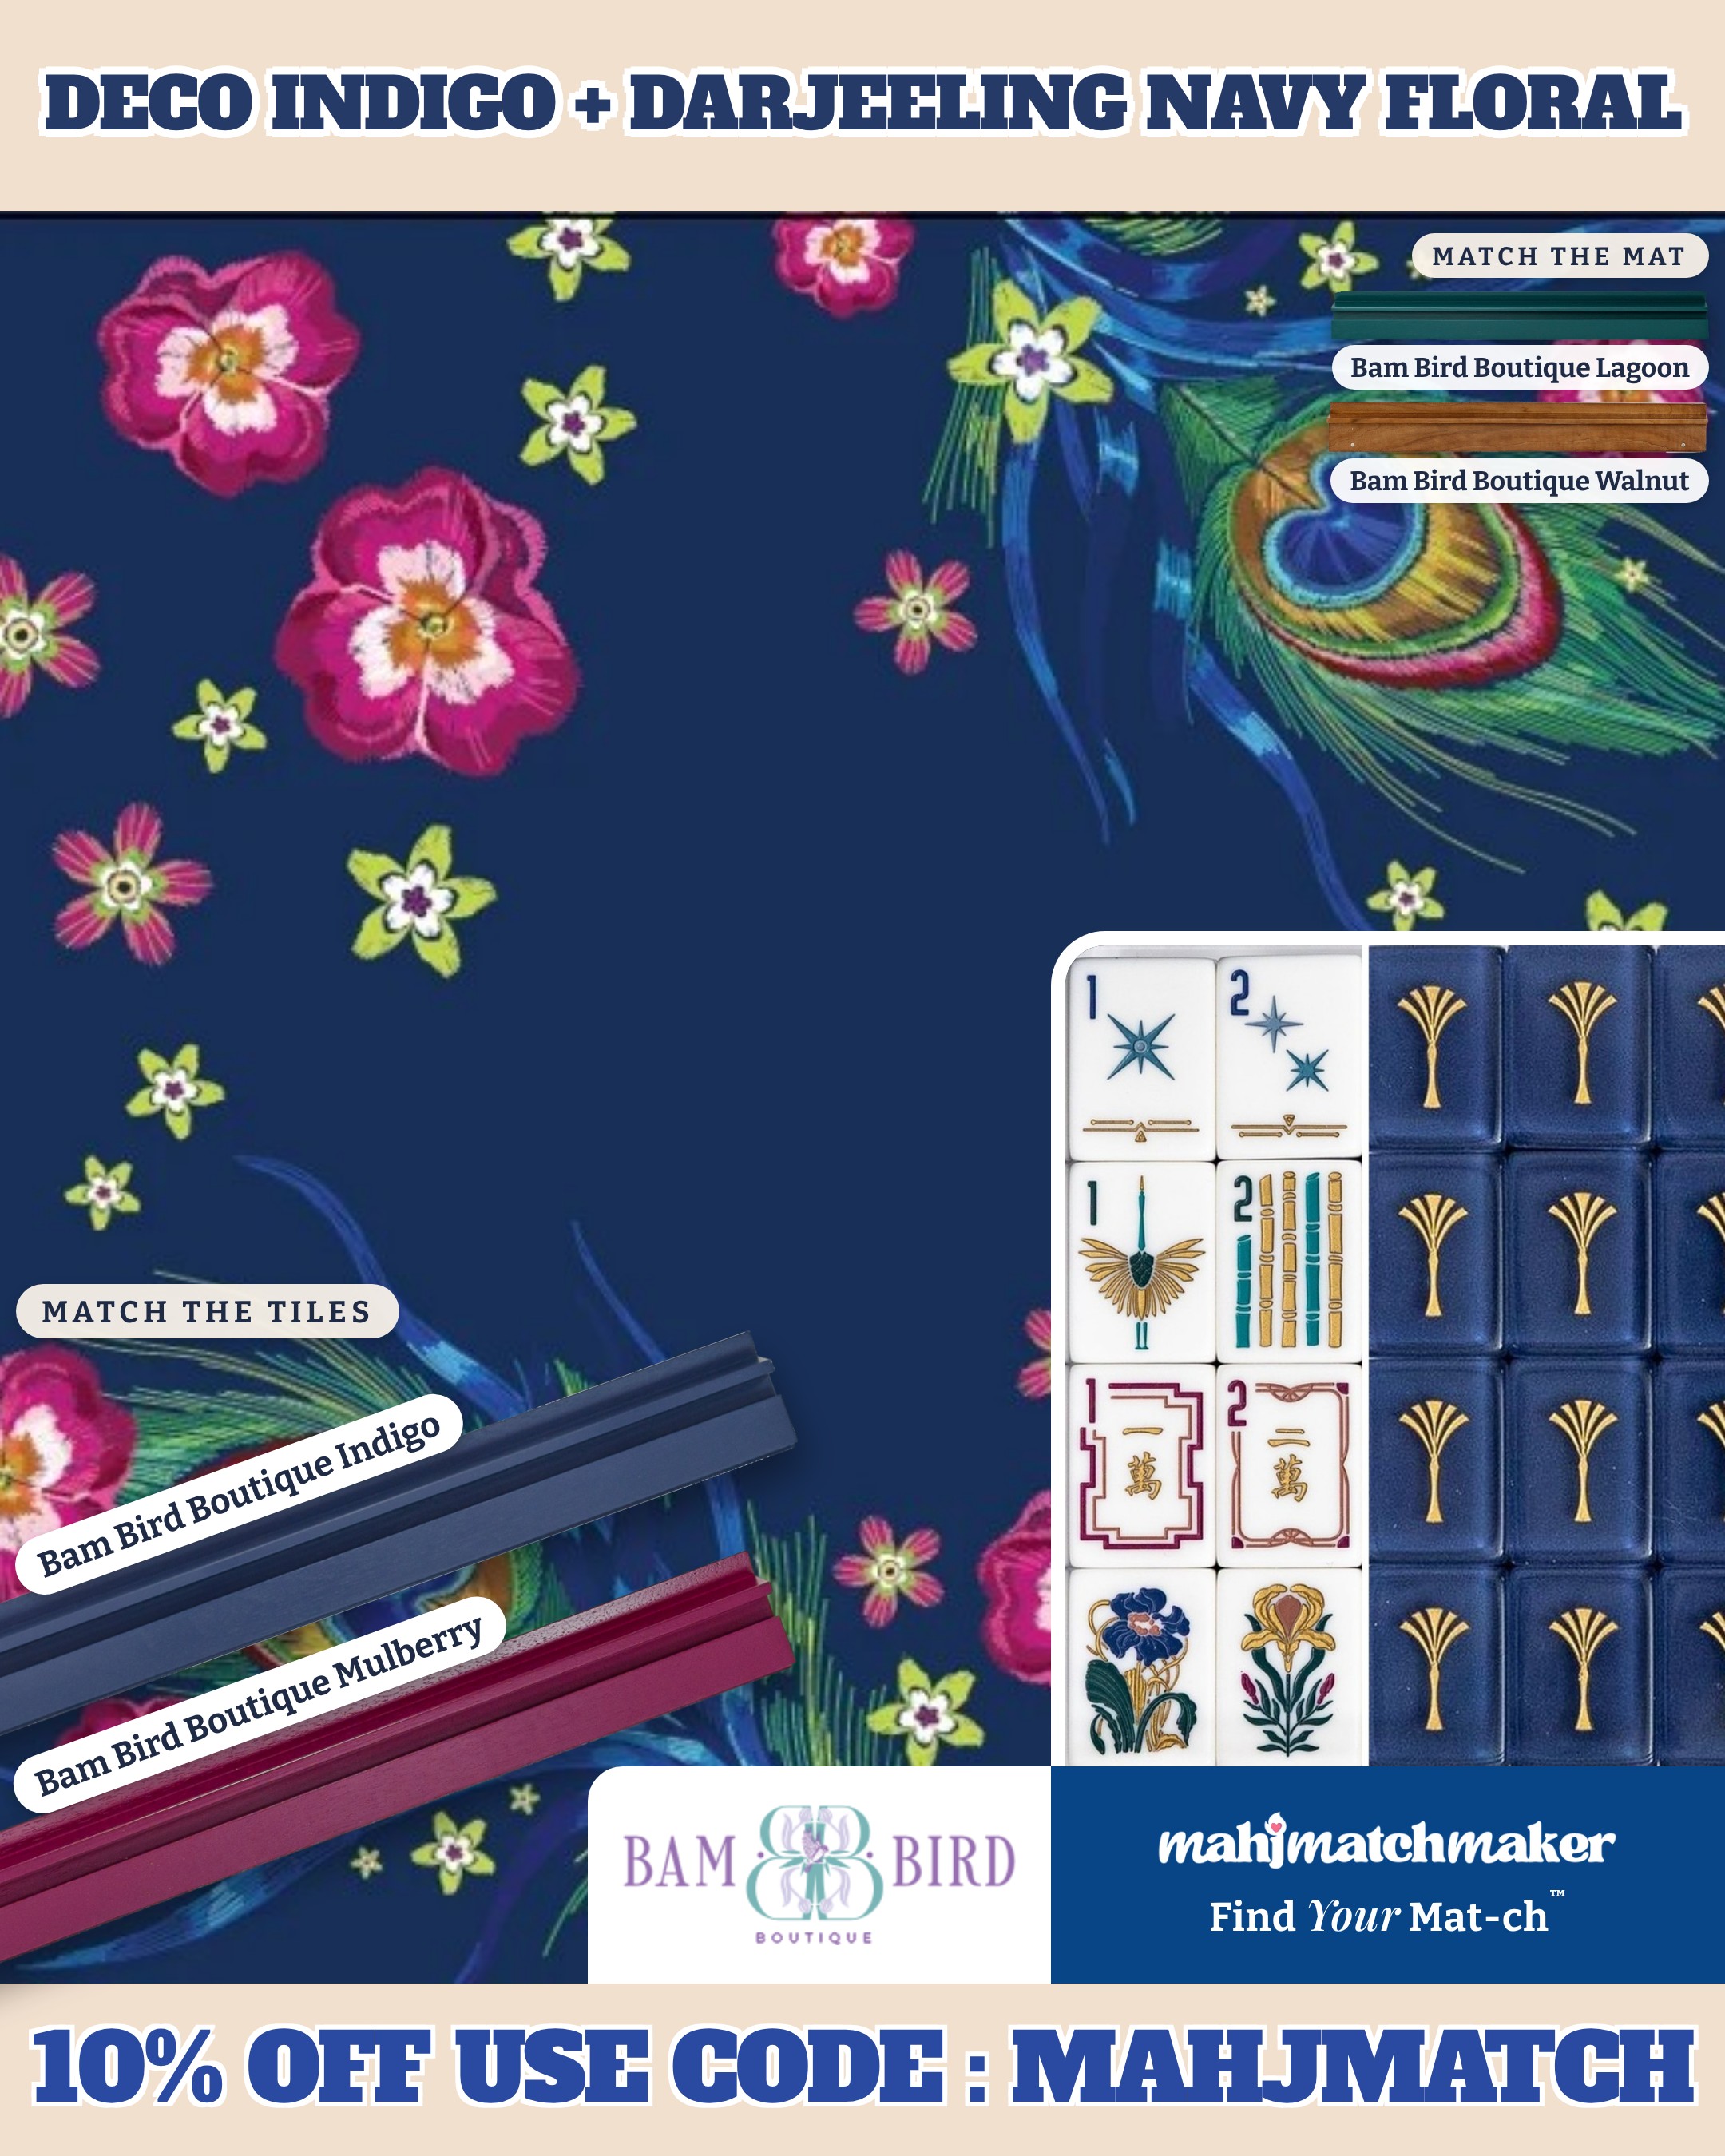 DECO INDIGO + DARJEELING NAVY FLORAL
MATCH THE MAT
Bam Bird Boutique Lagoon
Bam Bird Boutique Walnut
1
2
1
2
1
一
萬
2
二
萬
MATCH THE TILES
Bam Bird Boutique Indigo
Bam Bird Boutique Mulberry
BAM BIRD
BOUTIQUE
mahjmatchmaker
Find Your Mat-ch™
10% OFF USE CODE : MAHJMATCH